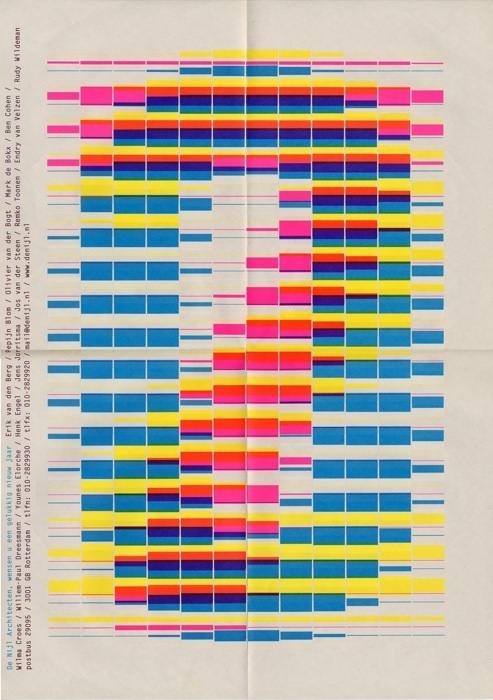 De Nijl Architecten, wensen u een gelukkig nieuw jaar Erik van den Berg / Pepijn Blom / Olivier van der Bogt / Mark de Bokx / Ben Cohen /
Wilma Croes / Willem-Paul Dreesmann / Younes Elorche / Henk Engel / Jens Jorritsma / Jos van der Steen / Remko Toonen / Endry van Velzen / Rudy Wildeman
postbus 29095 / 3001 GB Rotterdam / tlfn: 010-2829930 / tlfx: 010-2829920 / mail@denijl.nl / www.denijl.nl